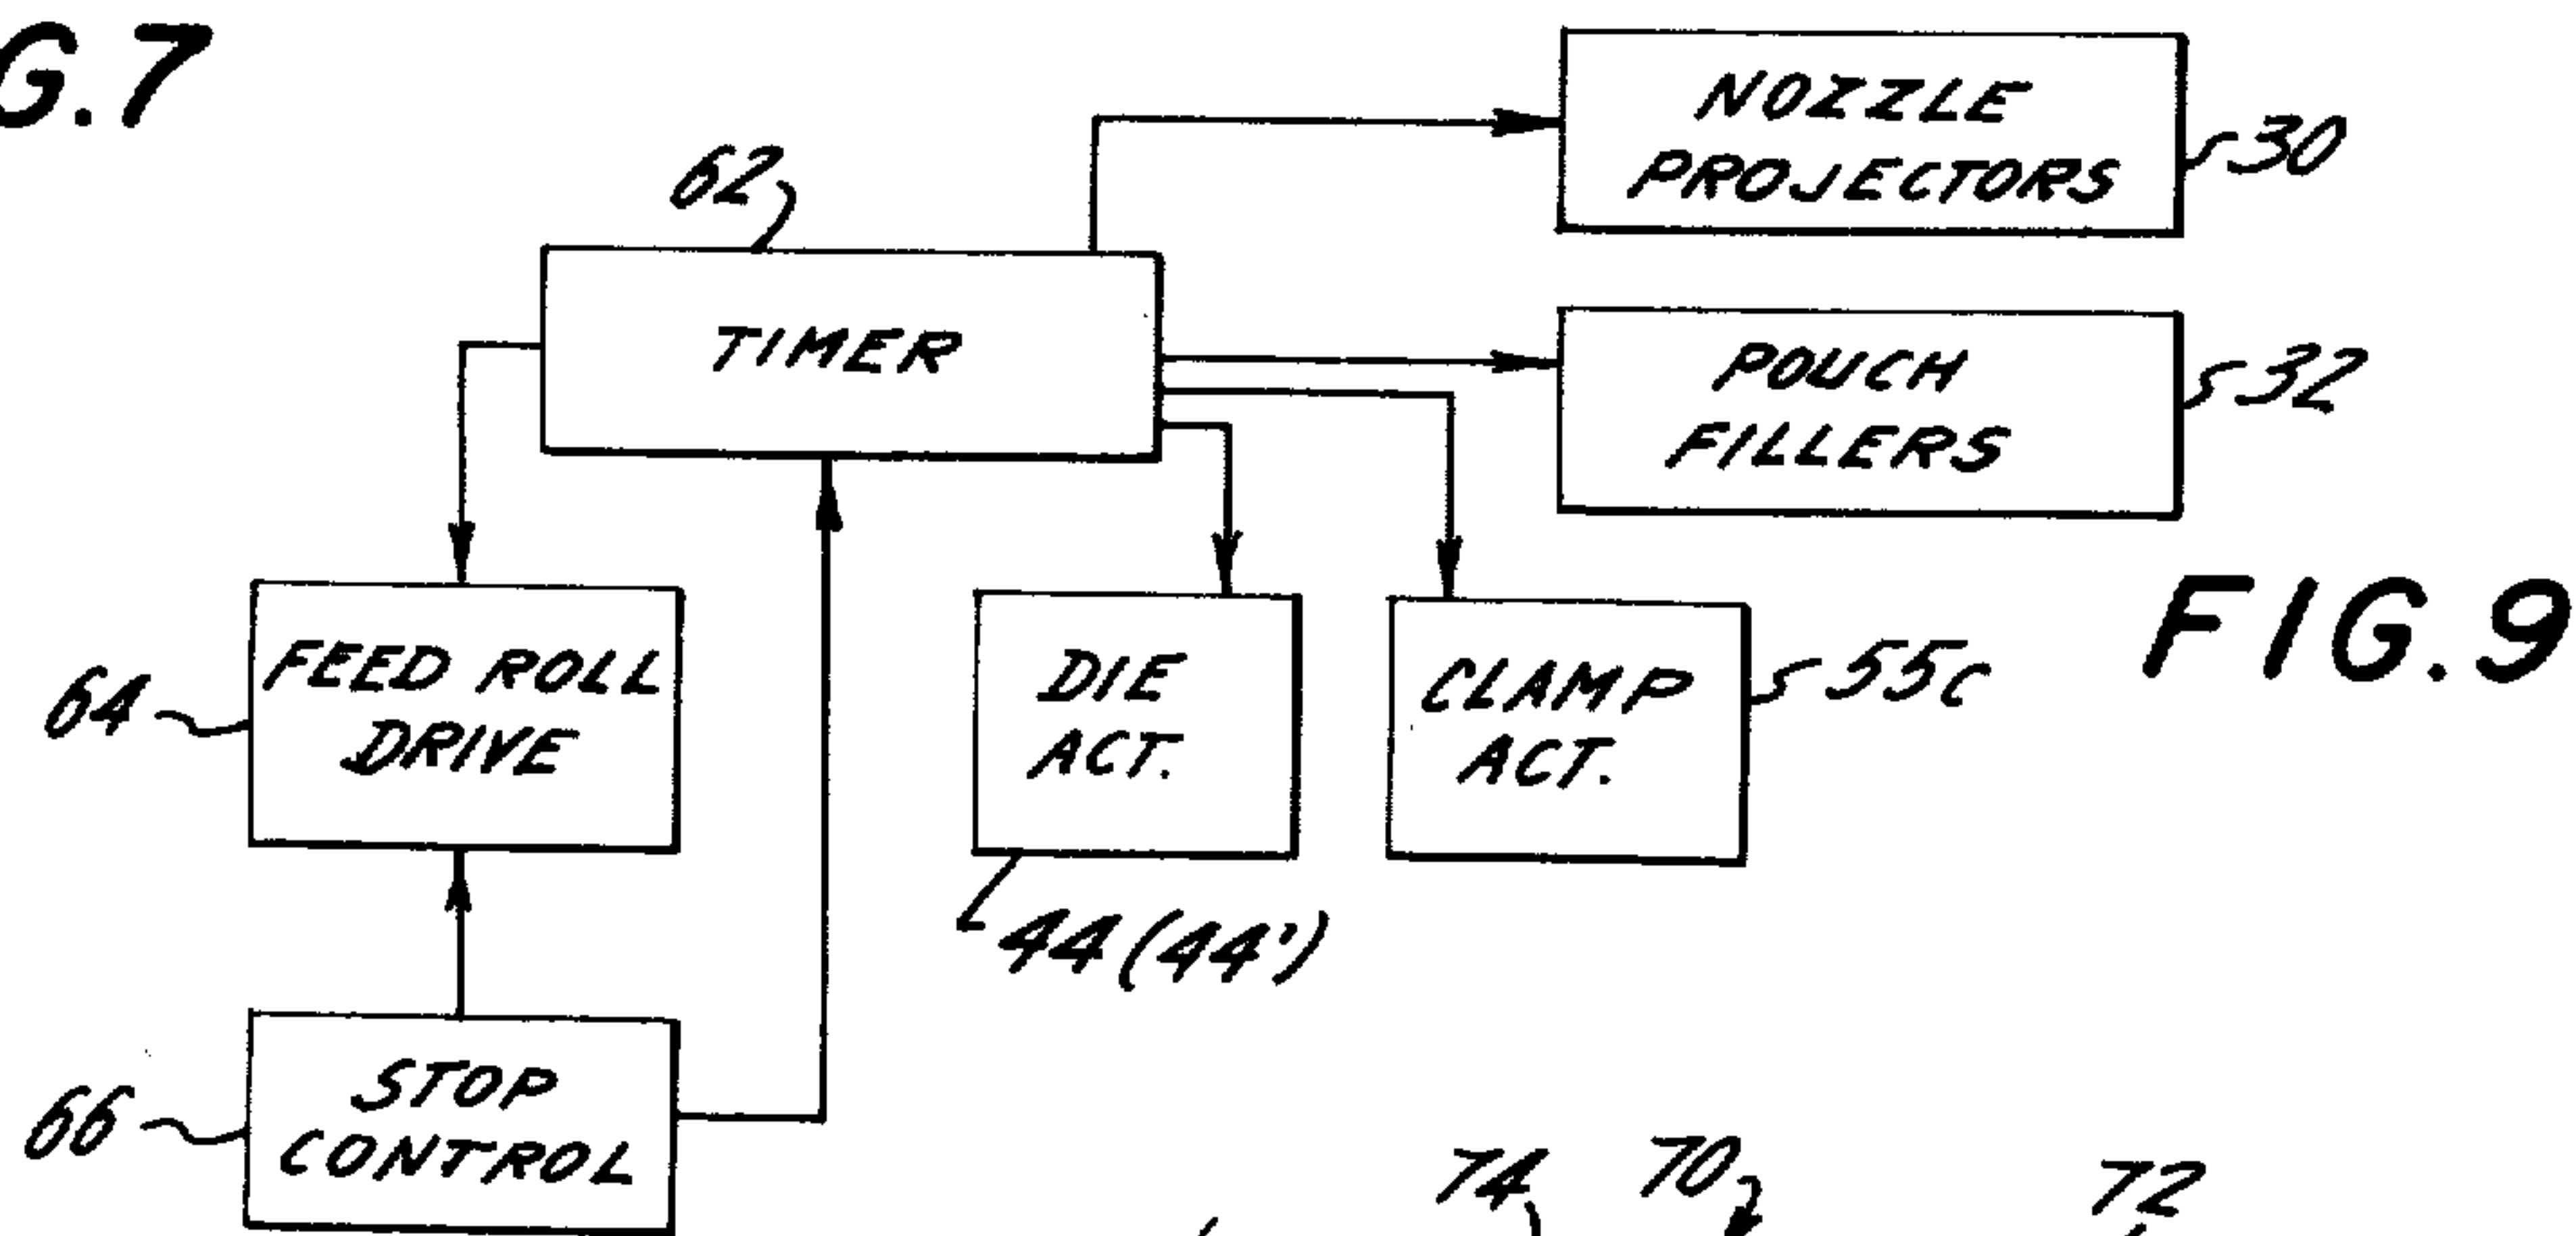 G.7
NOZZLE
PROJECTORS
30
62
TIMER
POUCH
FILLERS
32
FIG.9
FEED ROLL
DRIVE
64
DIE
ACT.
44(44')
CLAMP
ACT.
55c
STOP
CONTROL
66
74
70
72